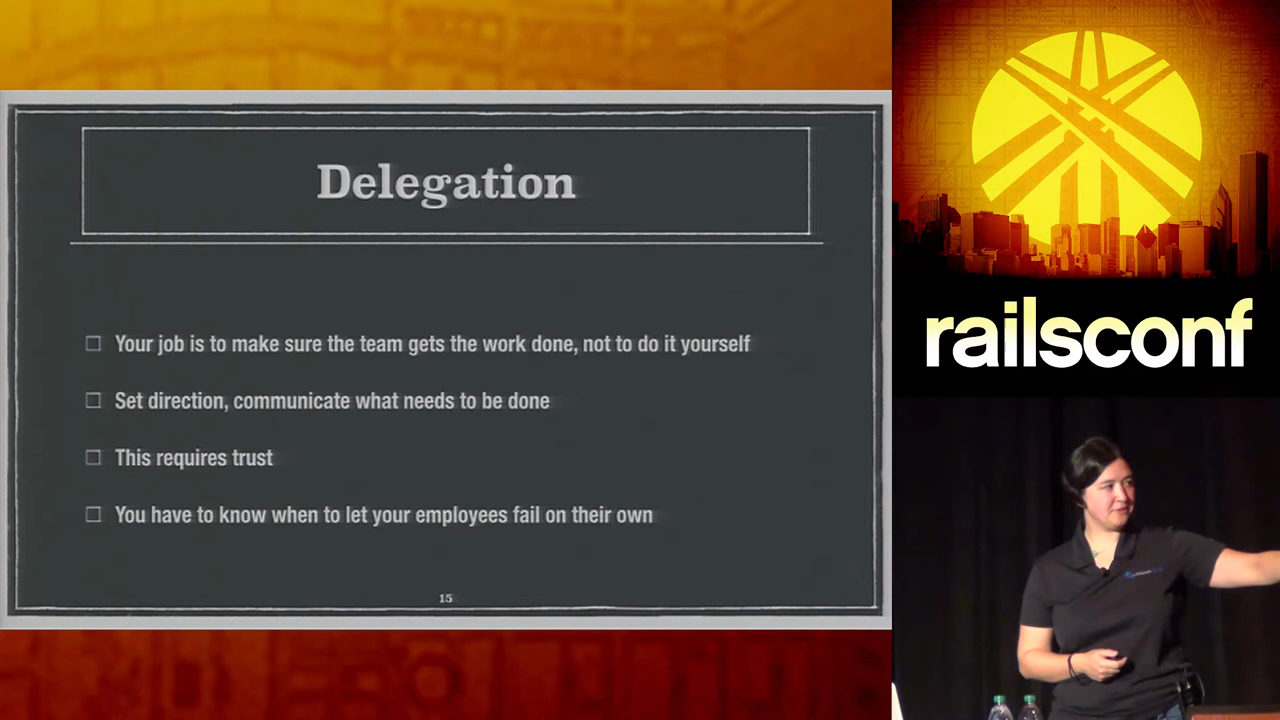 Delegation
Your job is to make sure the team gets the work done, not to do it yourself
Set direction, communicate what needs to be done
This requires trust
You have to know when to let your employees fail on their own
15
railsconf